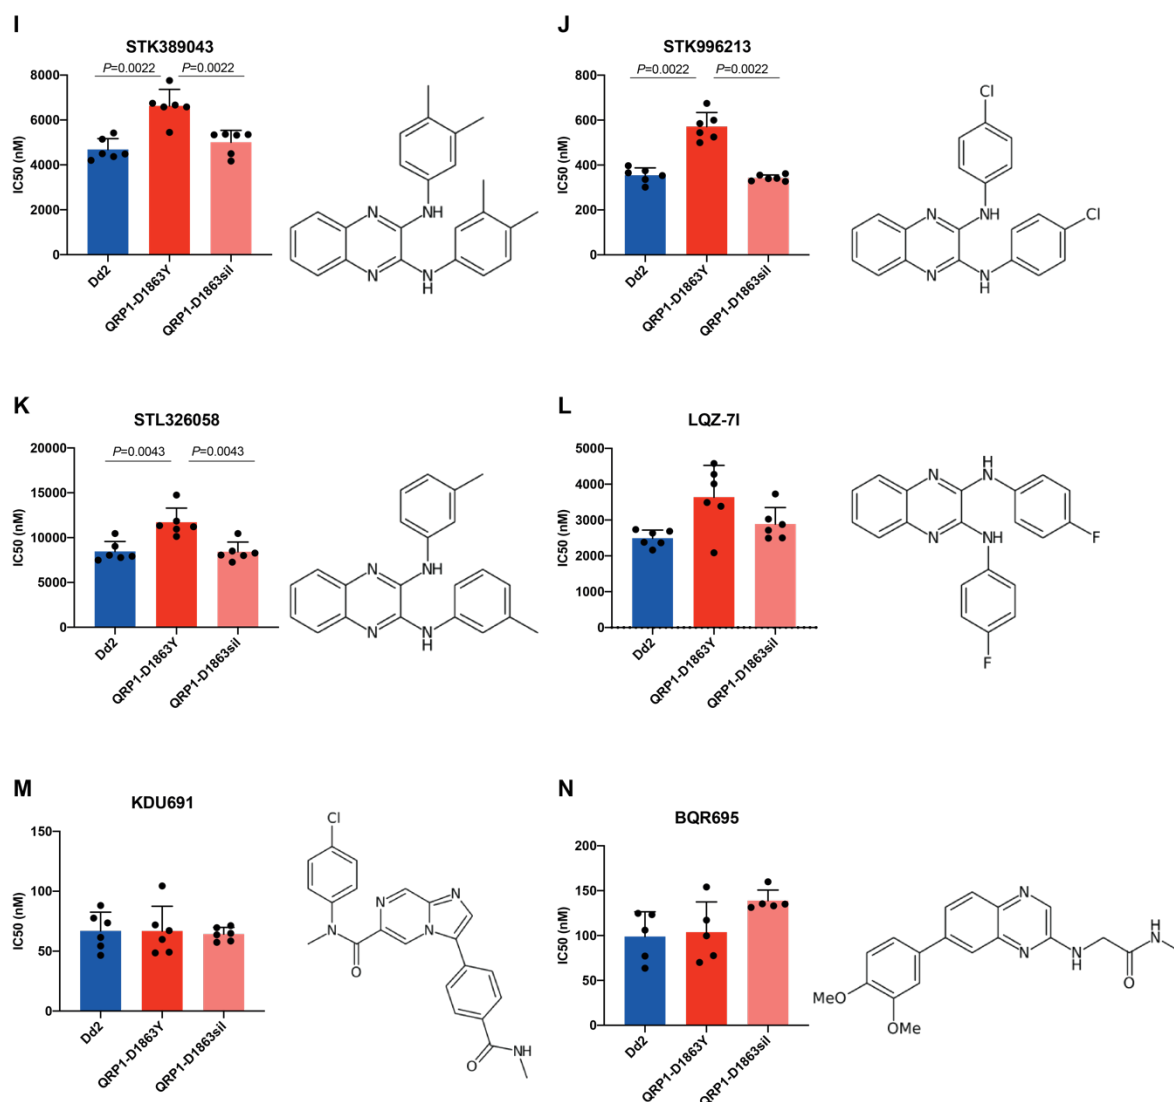 I
STK389043
P=0.0022 P=0.0022
8000
6000
4000
2000
0
IC50 (nM)
Dd2
QRP1-D1863Y
QRP1-D1863sil
N
NH
N
N
H
J
STK996213
P=0.0022 P=0.0022
800
600
400
200
0
IC50 (nM)
Dd2
QRP1-D1863Y
QRP1-D1863sil
Cl
Cl
N
NH
N
N
H
K
STL326058
P=0.0043 P=0.0043
20000
15000
10000
5000
0
IC50 (nM)
Dd2
QRP1-D1863Y
QRP1-D1863sil
N
NH
N
N
H
L
LQZ-7I
5000
4000
3000
2000
1000
0
IC50 (nM)
Dd2
QRP1-D1863Y
QRP1-D1863sil
H
N
N
N
NH
F
F
M
KDU691
150
100
50
0
IC50 (nM)
Dd2
QRP1-D1863Y
QRP1-D1863sil
Cl
N
N
N
N
O
O
NH
N
BQR695
200
150
100
50
0
IC50 (nM)
Dd2
QRP1-D1863Y
QRP1-D1863sil
N
N
N
H
H
N
O
MeO
OMe